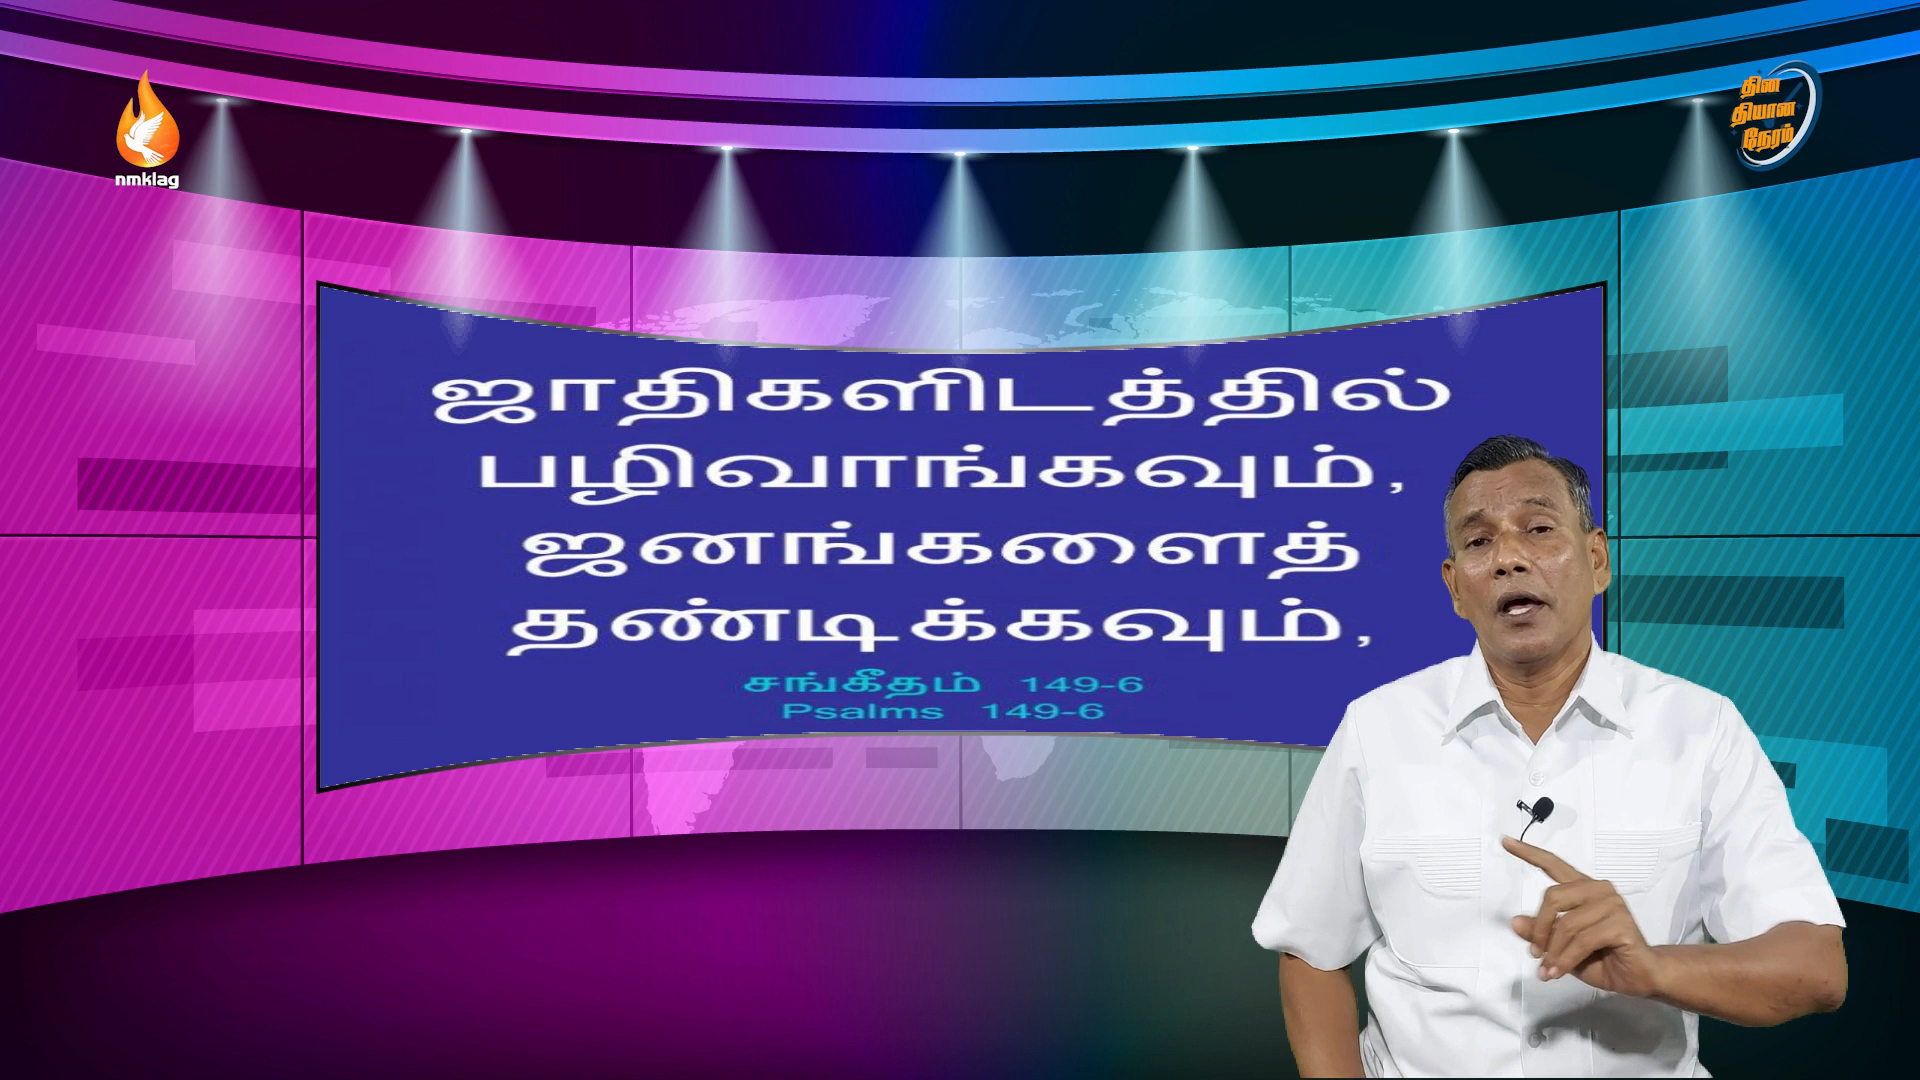 nmklag
தின
தியான
நேரம்
ஜாதிகளிடத்தில்
பழிவாங்கவும்,
ஜனங்களைத்
தண்டிக்கவும்,
சங்கீதம் 149-6
Psalms 149-6